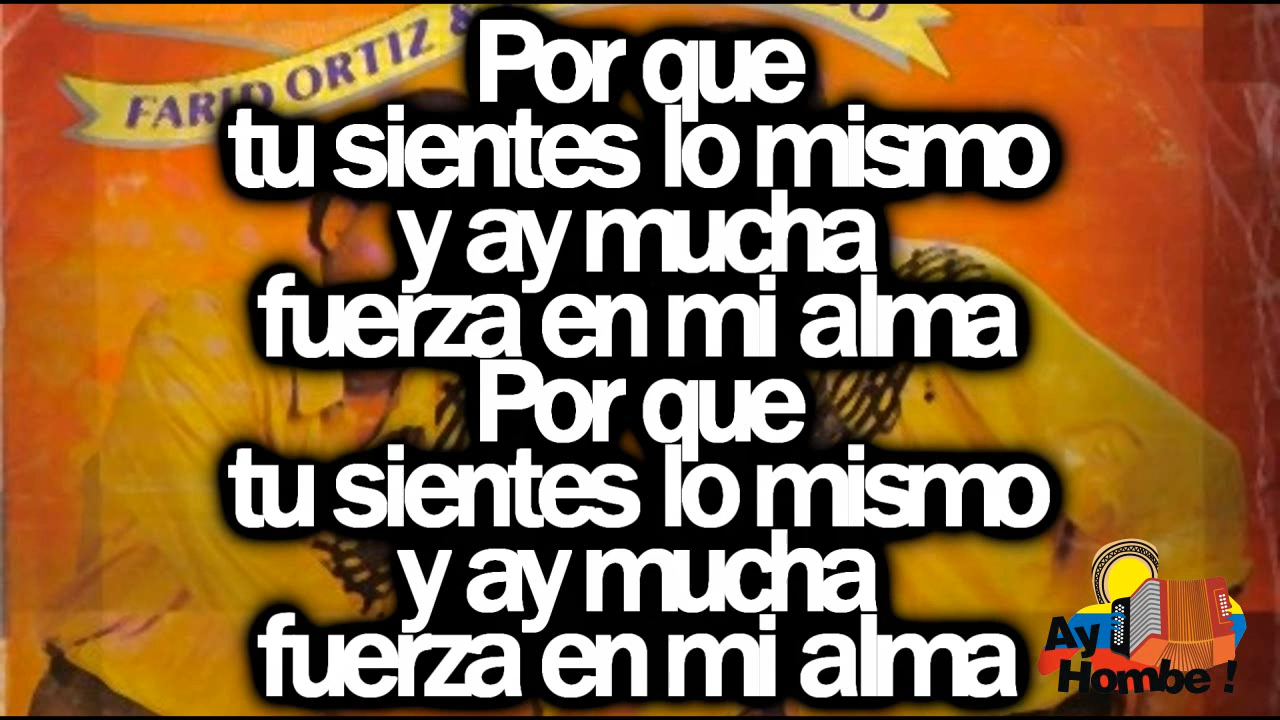 FARID ORTIZ &
Por que
tu sientes lo mismo
y ay mucha
fuerza en mi alma
Por que
tu sientes lo mismo
y ay mucha
fuerza en mi alma
Ay
Hombe !